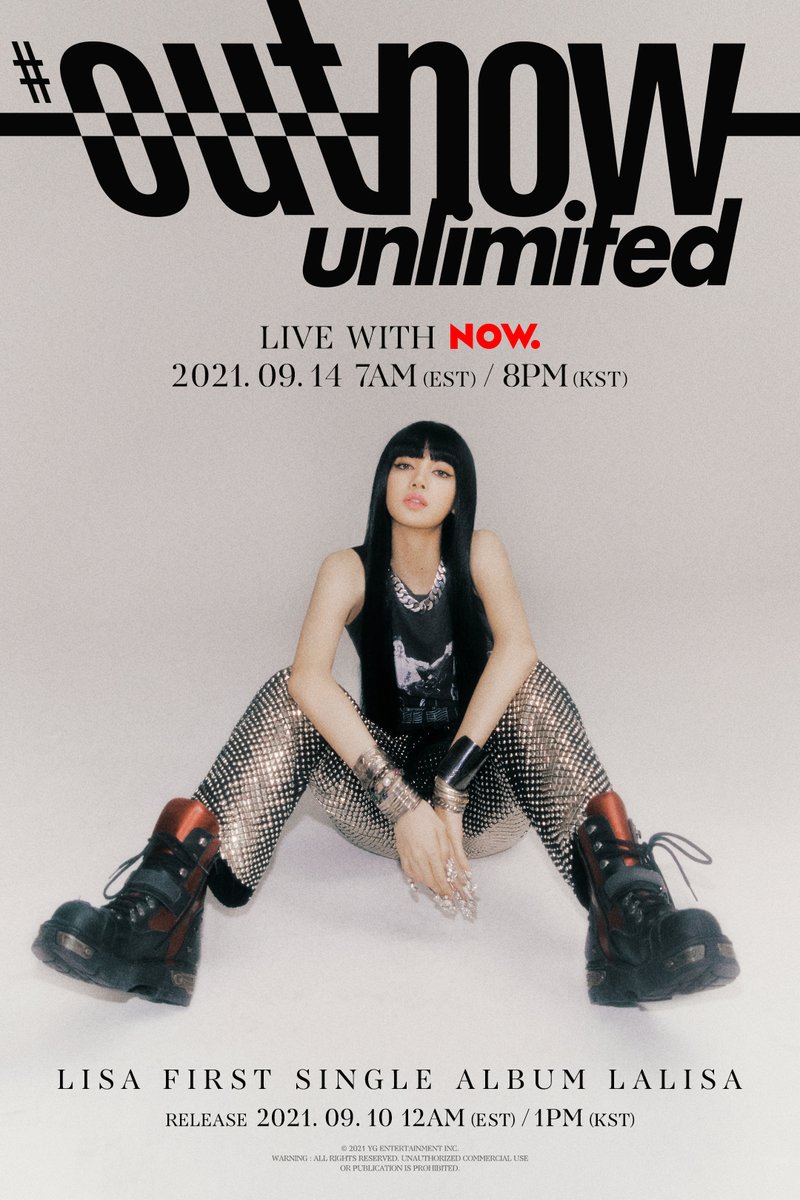 #outnow
unlimited
LIVE WITH NOW.
2021. 09. 14 7AM (EST) / 8PM (KST)
LISA FIRST SINGLE ALBUM LALISA
RELEASE 2021. 09. 10 12AM (EST) / 1PM (KST)
© 2021 YG ENTERTAINMENT INC.
WARNING : ALL RIGHTS RESERVED. UNAUTHORIZED COMMERCIAL USE
OR PUBLICATION IS PROHIBITED.